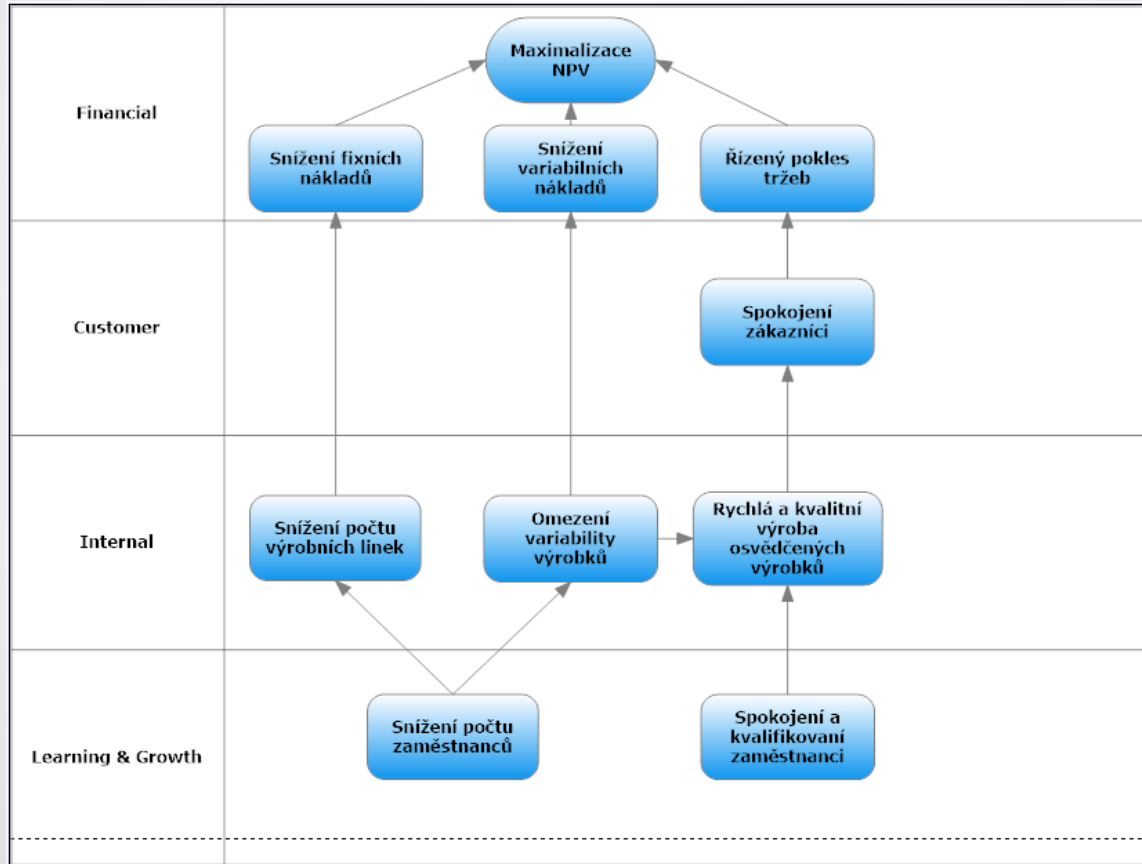 Maximalizace
NPV
Financial
Snížení fixních
nákladů
Snížení
variabilních
nákladů
Řízený pokles
tržeb
Customer
Spokojení
zákazníci
Internal
Snížení počtu
výrobních linek
Omezení
variability
výrobků
Rychlá a kvalitní
výroba
osvědčených
výrobků
Learning & Growth
Snížení počtu
zaměstnanců
Spokojení a
kvalifikovaní
zaměstnanci